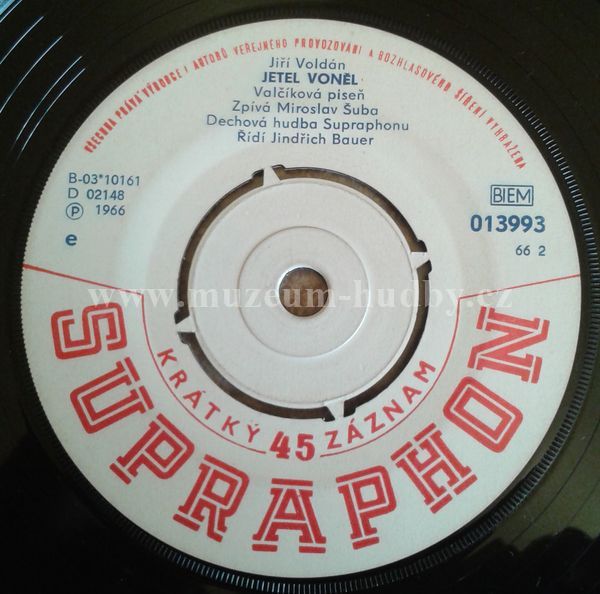 VŠECHNA PRÁVA VÝROBCE I AUTORŮ VEŘEJNÉHO PROVOZOVÁNÍ A ROZHLASOVÉHO ŠÍŘENÍ VYHRAŽENA
Jiří Voldán
JETEL VONĚL
Valčíková piseň
Zpívá Miroslav Šuba
Dechová hudba Supraphonu
Řídí Jindřich Bauer
B-03*10161
D 02148
Ⓟ 1966
e
BIEM
013993
66 2
www.muzeum-hudby.cz
KRÁTKÝ 45 ZÁZNAM
SUPRAPHON